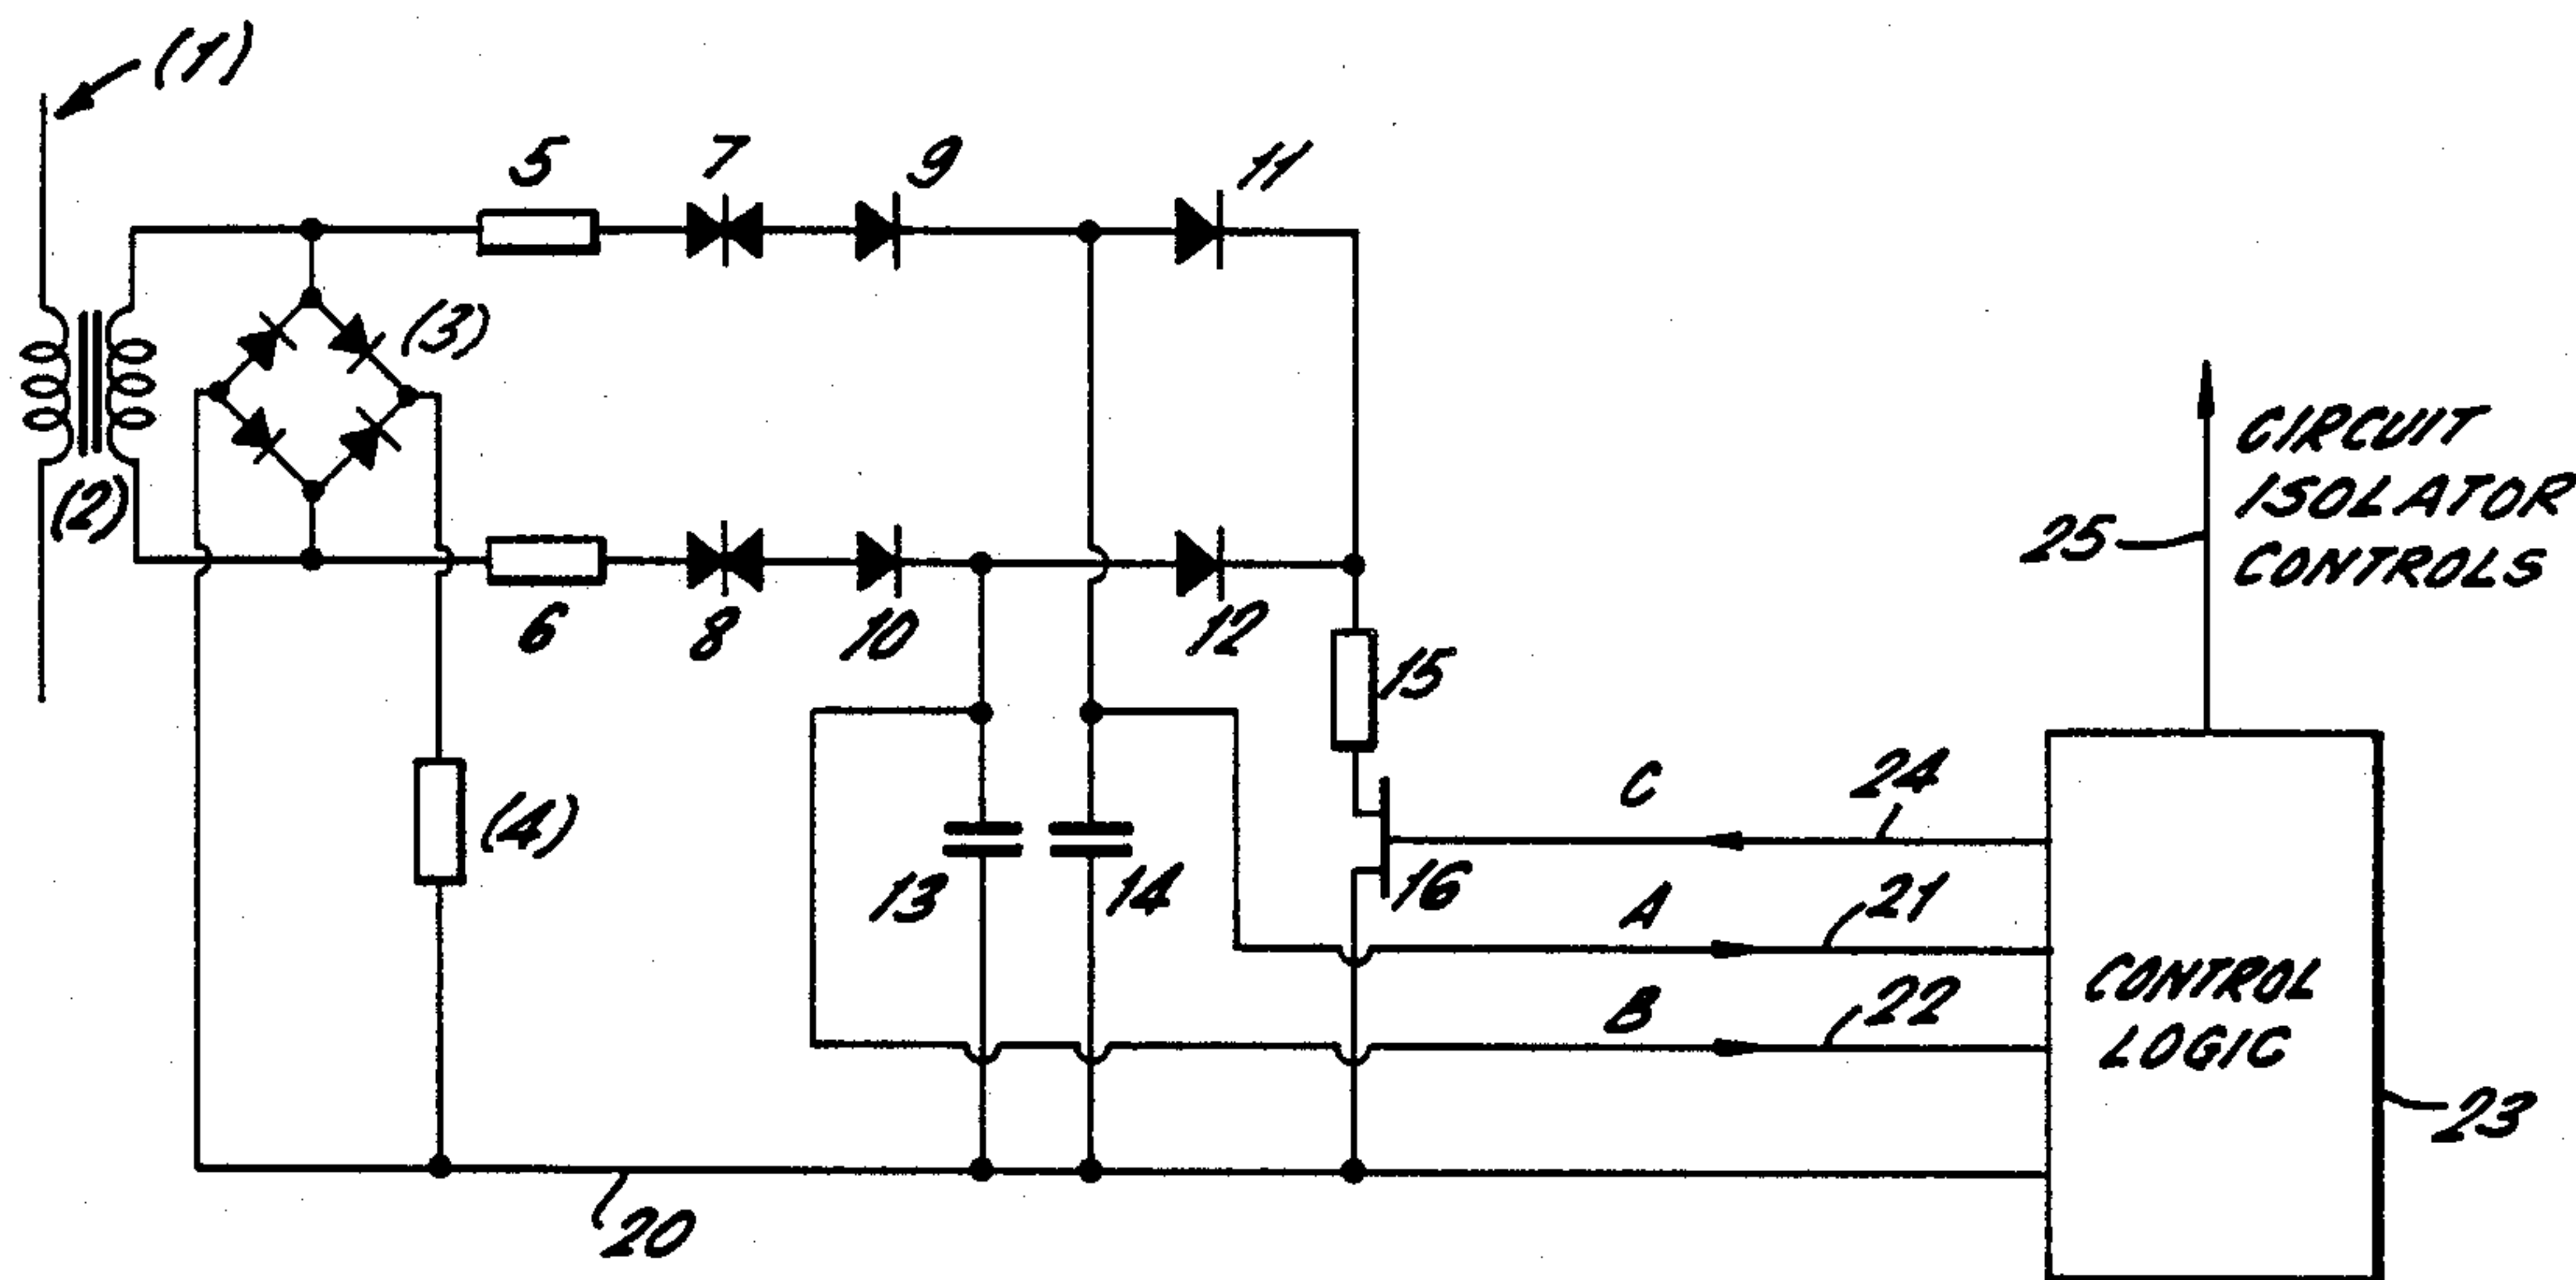 (1)
5
7
9
11
(3)
(2)
6
8
10
12
15
25
CIRCUIT
ISOLATOR
CONTROLS
(4)
13
14
16
C
24
A
21
B
22
CONTROL
LOGIC
23
20